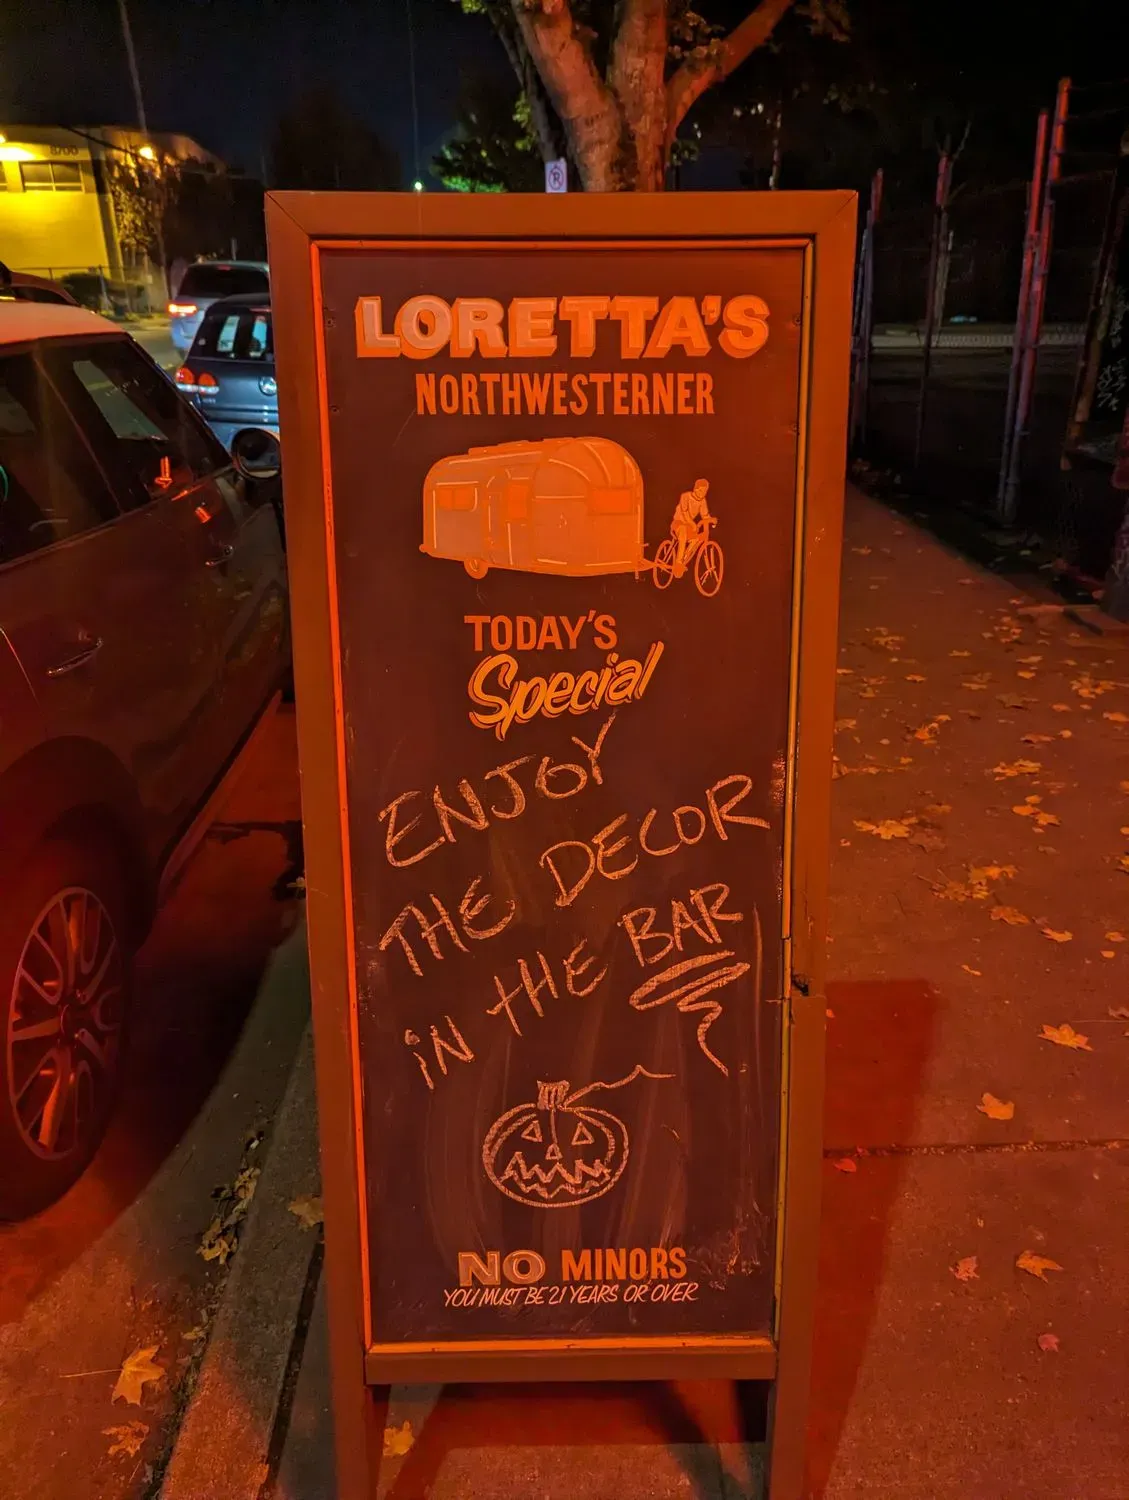 LORETTA'S
NORTHWESTERNER
TODAY'S
Special
ENJOY
THE DECOR
iN tHE BAR
NO MINORS
YOU MUST BE 21 YEARS OR OVER
8700